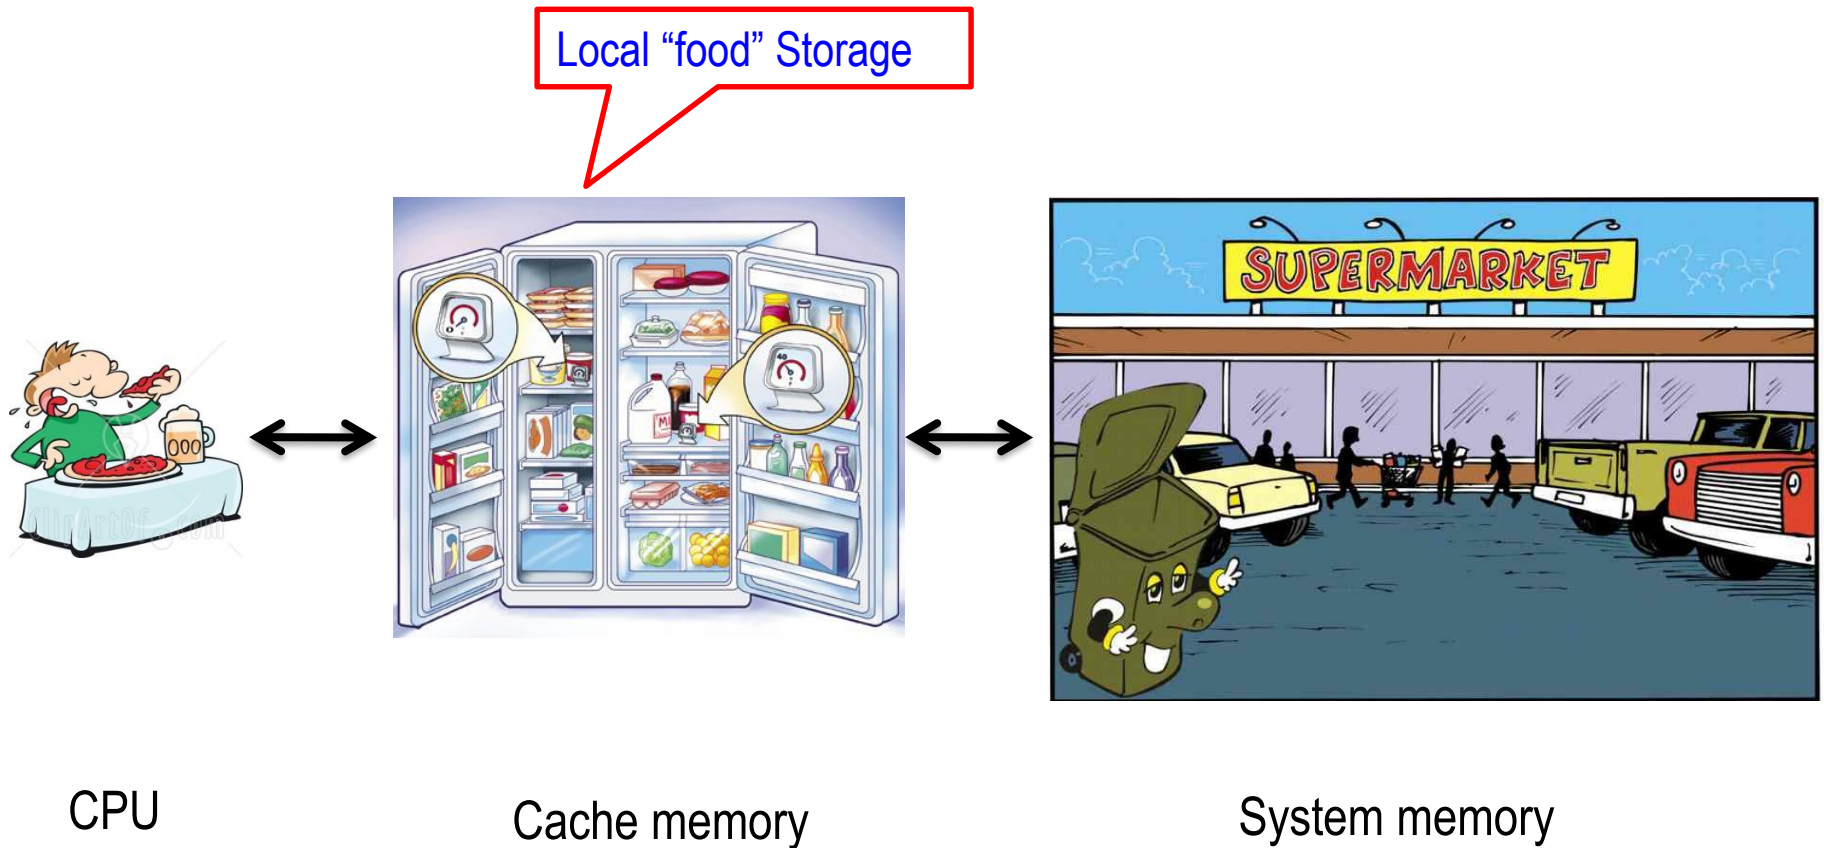 Local “food” Storage
SUPERMARKET
CPU
Cache memory
System memory